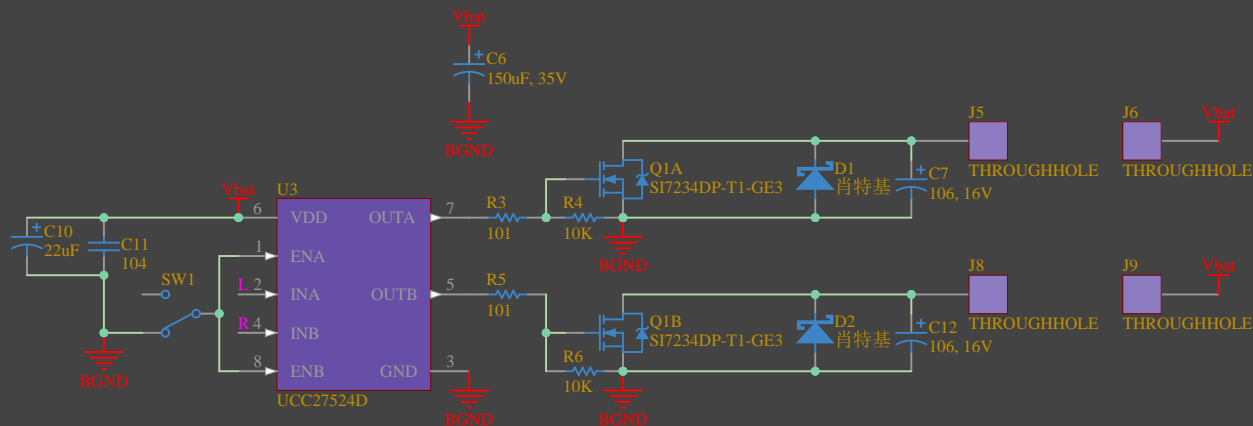 Vbat
C6
150uF, 35V
BGND
J5
THROUGHHOLE
J6
Vbat
THROUGHHOLE
Q1A
SI7234DP-T1-GE3
D1
肖特基
C7
106, 16V
Vbat
U3
6
VDD
OUTA
7
R3
101
R4
10K
BGND
C10
22uF
C11
104
1
ENA
SW1
L
2
INA
OUTB
5
R5
101
J8
THROUGHHOLE
J9
Vbat
THROUGHHOLE
R
4
INB
Q1B
SI7234DP-T1-GE3
D2
肖特基
C12
106, 16V
BGND
8
ENB
GND
3
R6
10K
UCC27524D
BGND
BGND